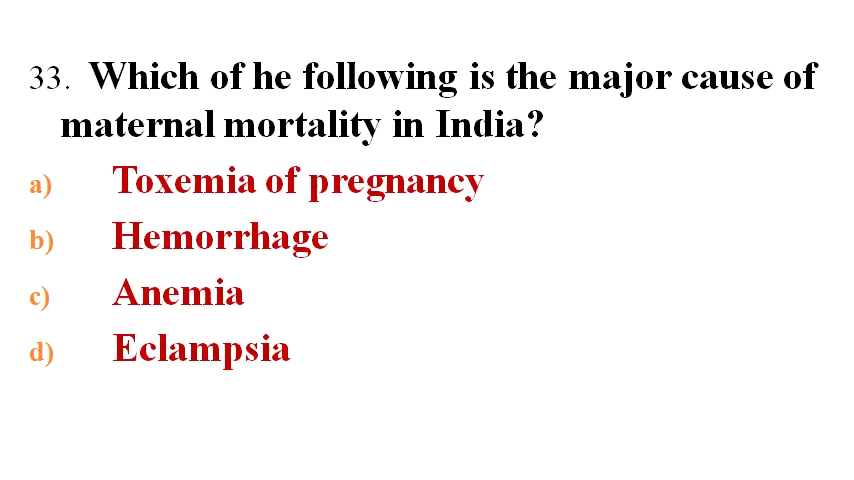 33. Which of he following is the major cause of
maternal mortality in India?
a) Toxemia of pregnancy
b) Hemorrhage
c) Anemia
d) Eclampsia